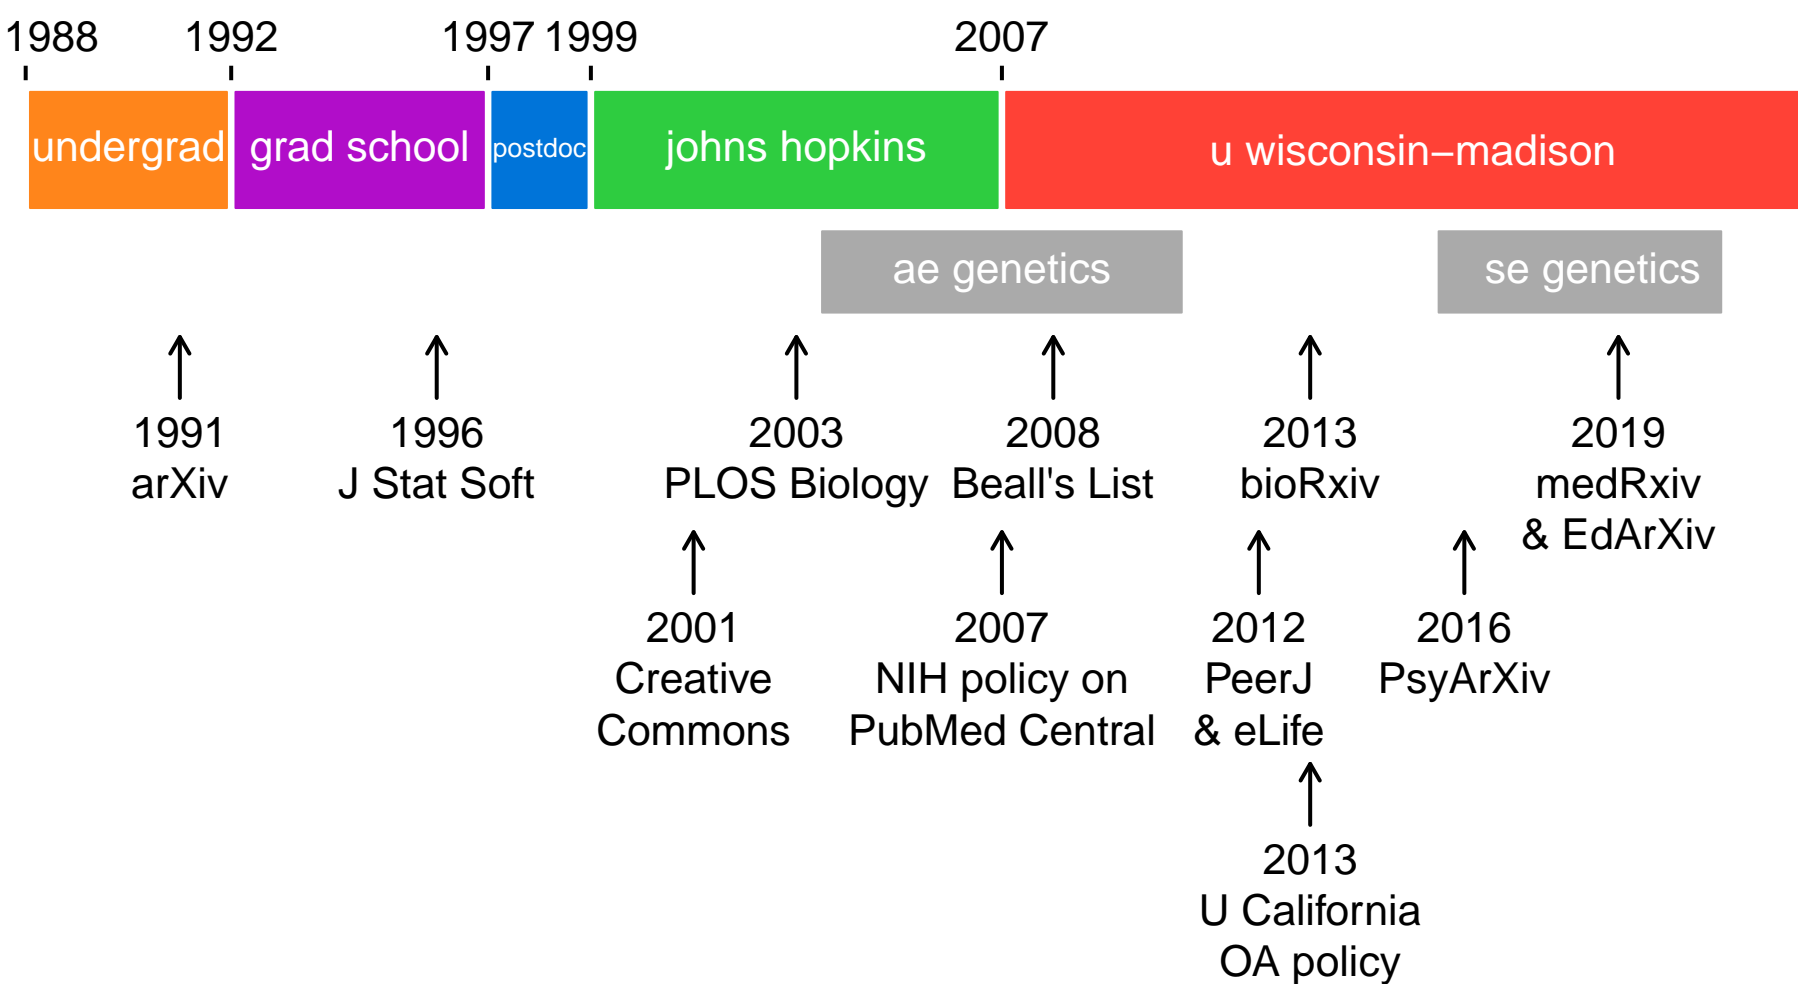 1988 1992 1997 1999 2007
undergrad grad school postdoc johns hopkins u wisconsin–madison
ae genetics se genetics
1991
arXiv
1996
J Stat Soft
2003
PLOS Biology
2008
Beall's List
2013
bioRxiv
2019
medRxiv
& EdArXiv
2001
Creative
Commons
2007
NIH policy on
PubMed Central
2012
PeerJ
& eLife
2016
PsyArXiv
2013
U California
OA policy